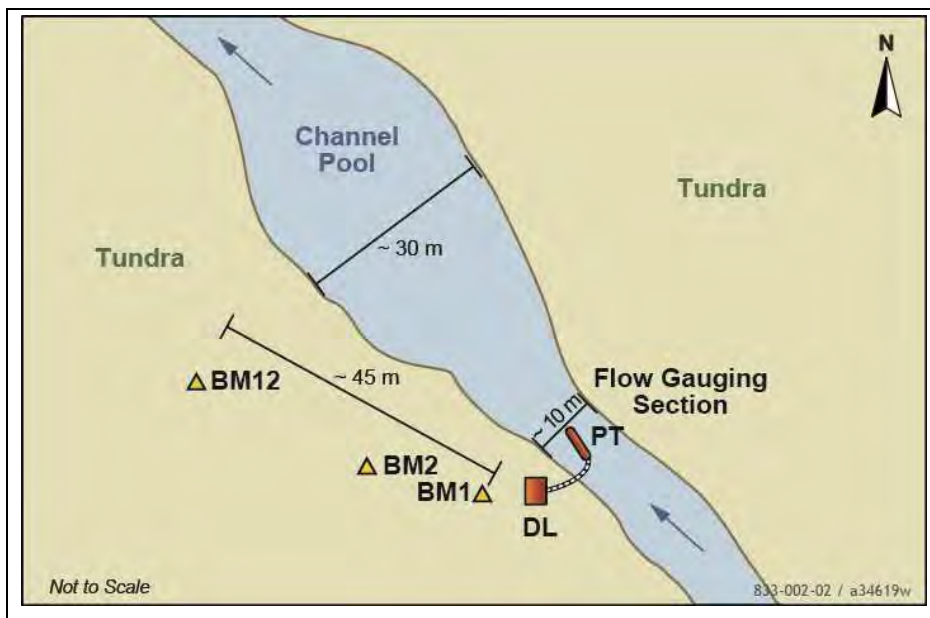 N
Channel
Pool
Tundra
~ 30 m
Tundra
BM12
~ 45 m
Flow Gauging
Section
~ 10 m
PT
BM2
BM1
DL
Not to Scale
833-002-02 / a34619w